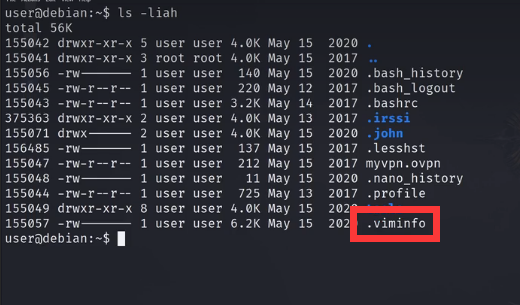 user@debian:~$ ls -liah
total 56K
155042 drwxr-xr-x 5 user user 4.0K May 15 2020 .
155041 drwxr-xr-x 3 root root 4.0K May 15 2017 ..
155056 -rw------- 1 user user 140 May 15 2020 .bash_history
155045 -rw-r--r-- 1 user user 220 May 12 2017 .bash_logout
155043 -rw-r--r-- 1 user user 3.2K May 14 2017 .bashrc
375363 drwxr-xr-x 2 user user 4.0K May 13 2017 .irssi
155071 drwx------ 2 user user 4.0K May 15 2020 .john
156485 -rw------- 1 user user 137 May 15 2017 .lesshst
155047 -rw-r--r-- 1 user user 212 May 15 2017 myvpn.ovpn
155048 -rw------- 1 user user 11 May 15 2020 .nano_history
155044 -rw-r--r-- 1 user user 725 May 13 2017 .profile
155049 drwxr-xr-x 8 user user 4.0K May 15 2020
155057 -rw------- 1 user user 6.2K May 15 2020 .viminfo
user@debian:~$